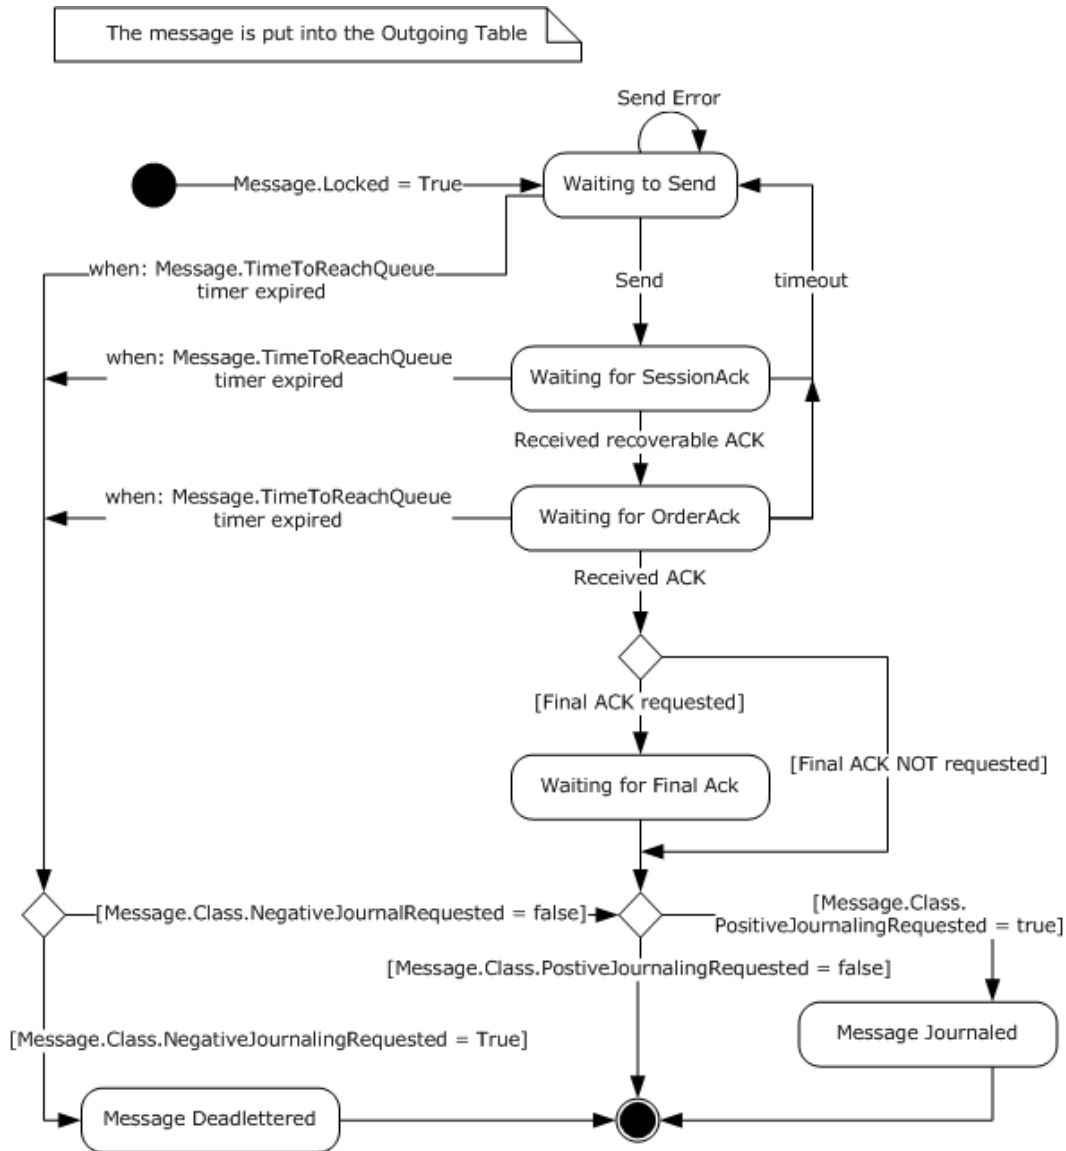 The message is put into the Outgoing Table
Send Error
Message.Locked = True
Waiting to Send
when: Message.TimeToReachQueue
timer expired
Send
timeout
when: Message.TimeToReachQueue
timer expired
Waiting for SessionAck
Received recoverable ACK
when: Message.TimeToReachQueue
timer expired
Waiting for OrderAck
Received ACK
[Final ACK requested]
[Final ACK NOT requested]
Waiting for Final Ack
[Message.Class.NegativeJournalRequested = false]
[Message.Class.
PositiveJournalingRequested = true]
[Message.Class.PostiveJournalingRequested = false]
Message Journaled
[Message.Class.NegativeJournalingRequested = True]
Message Deadlettered